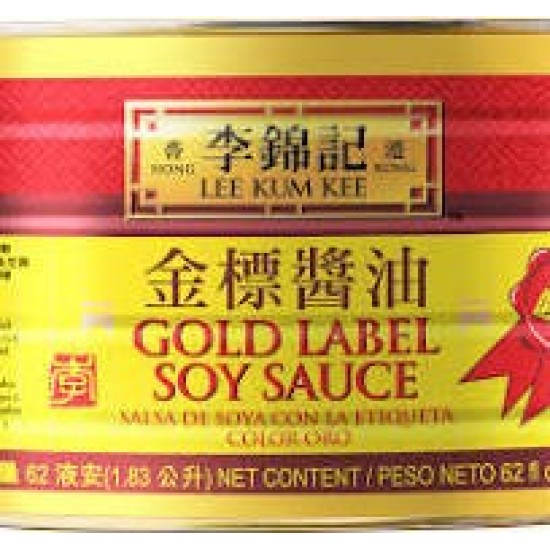 香 李錦記 港
HONG LEE KUM KEE KONG
金標醬油
GOLD LABEL
SOY SAUCE
SALSA DE SOYA CON LA ETIQUETA
COLOR ORO
62 液安(1.83 公升) NET CONTENT / PESO NETO 62 fl